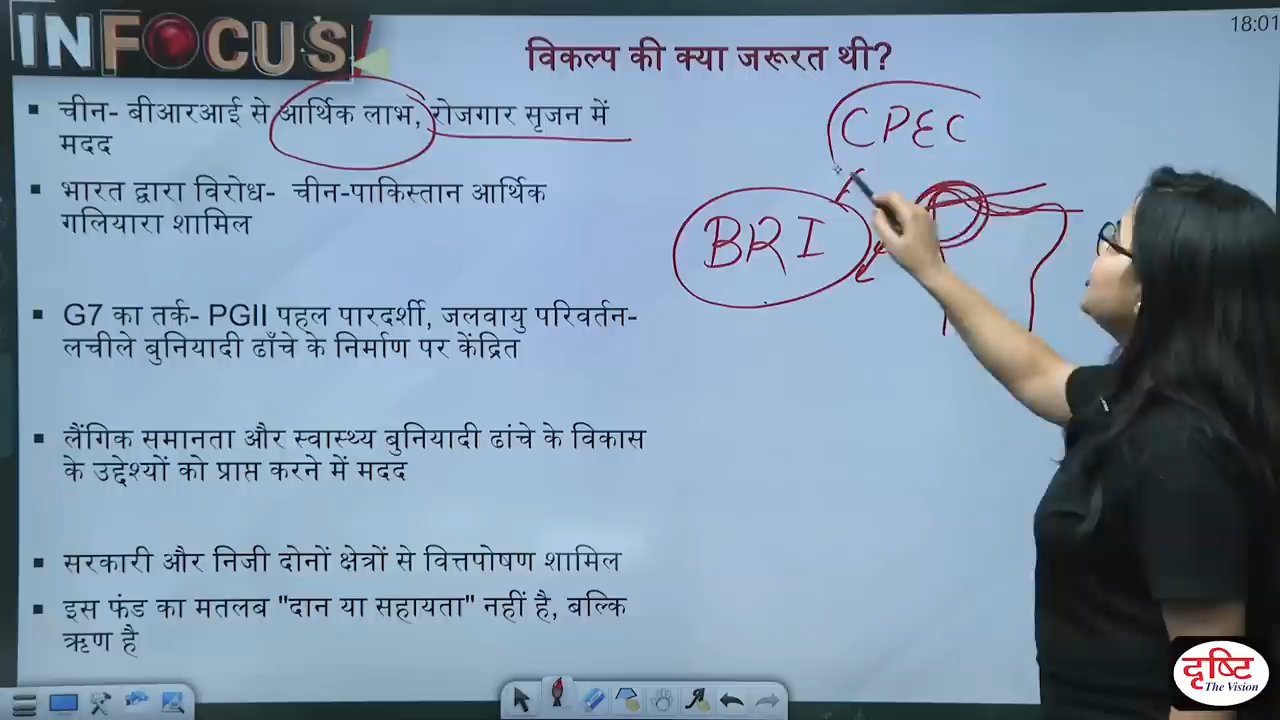 INFOCUS
18:01
विकल्प की क्या जरूरत थी?
▪ चीन- बीआरआई से आर्थिक लाभ, रोजगार सृजन में
मदद
CPEC
▪ भारत द्वारा विरोध- चीन-पाकिस्तान आर्थिक
गलियारा शामिल
BRI
▪ G7 का तर्क- PGII पहल पारदर्शी, जलवायु परिवर्तन-
लचीले बुनियादी ढाँचे के निर्माण पर केंद्रित
▪ लैंगिक समानता और स्वास्थ्य बुनियादी ढांचे के विकास
के उद्देश्यों को प्राप्त करने में मदद
▪ सरकारी और निजी दोनों क्षेत्रों से वित्तपोषण शामिल
▪ इस फंड का मतलब "दान या सहायता" नहीं है, बल्कि
ऋण है
दृष्टि
The Vision